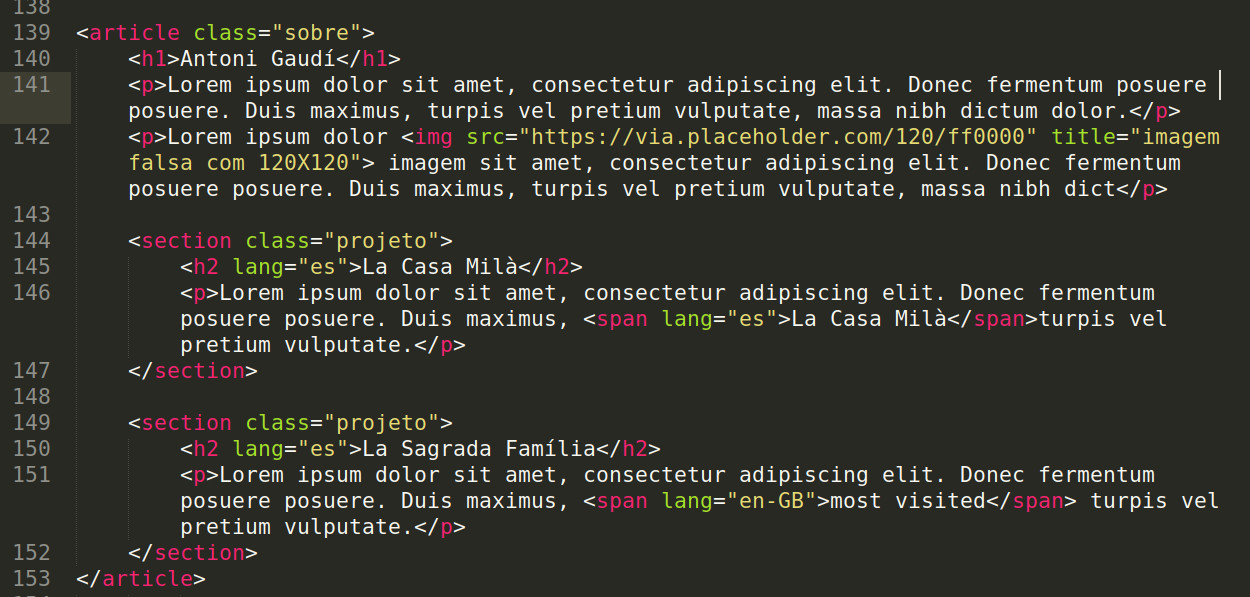 138
139 <article class="sobre">
140 <h1>Antoni Gaudí</h1>
141 <p>Lorem ipsum dolor sit amet, consectetur adipiscing elit. Donec fermentum posuere
posuere. Duis maximus, turpis vel pretium vulputate, massa nibh dictum dolor.</p>
142 <p>Lorem ipsum dolor <img src="https://via.placeholder.com/120/ff0000" title="imagem
falsa com 120X120"> imagem sit amet, consectetur adipiscing elit. Donec fermentum
posuere posuere. Duis maximus, turpis vel pretium vulputate, massa nibh dict</p>
143
144 <section class="projeto">
145 <h2 lang="es">La Casa Milà</h2>
146 <p>Lorem ipsum dolor sit amet, consectetur adipiscing elit. Donec fermentum
posuere posuere. Duis maximus, <span lang="es">La Casa Milà</span>turpis vel
pretium vulputate.</p>
147 </section>
148
149 <section class="projeto">
150 <h2 lang="es">La Sagrada Família</h2>
151 <p>Lorem ipsum dolor sit amet, consectetur adipiscing elit. Donec fermentum
posuere posuere. Duis maximus, <span lang="en-GB">most visited</span> turpis vel
pretium vulputate.</p>
152 </section>
153 </article>